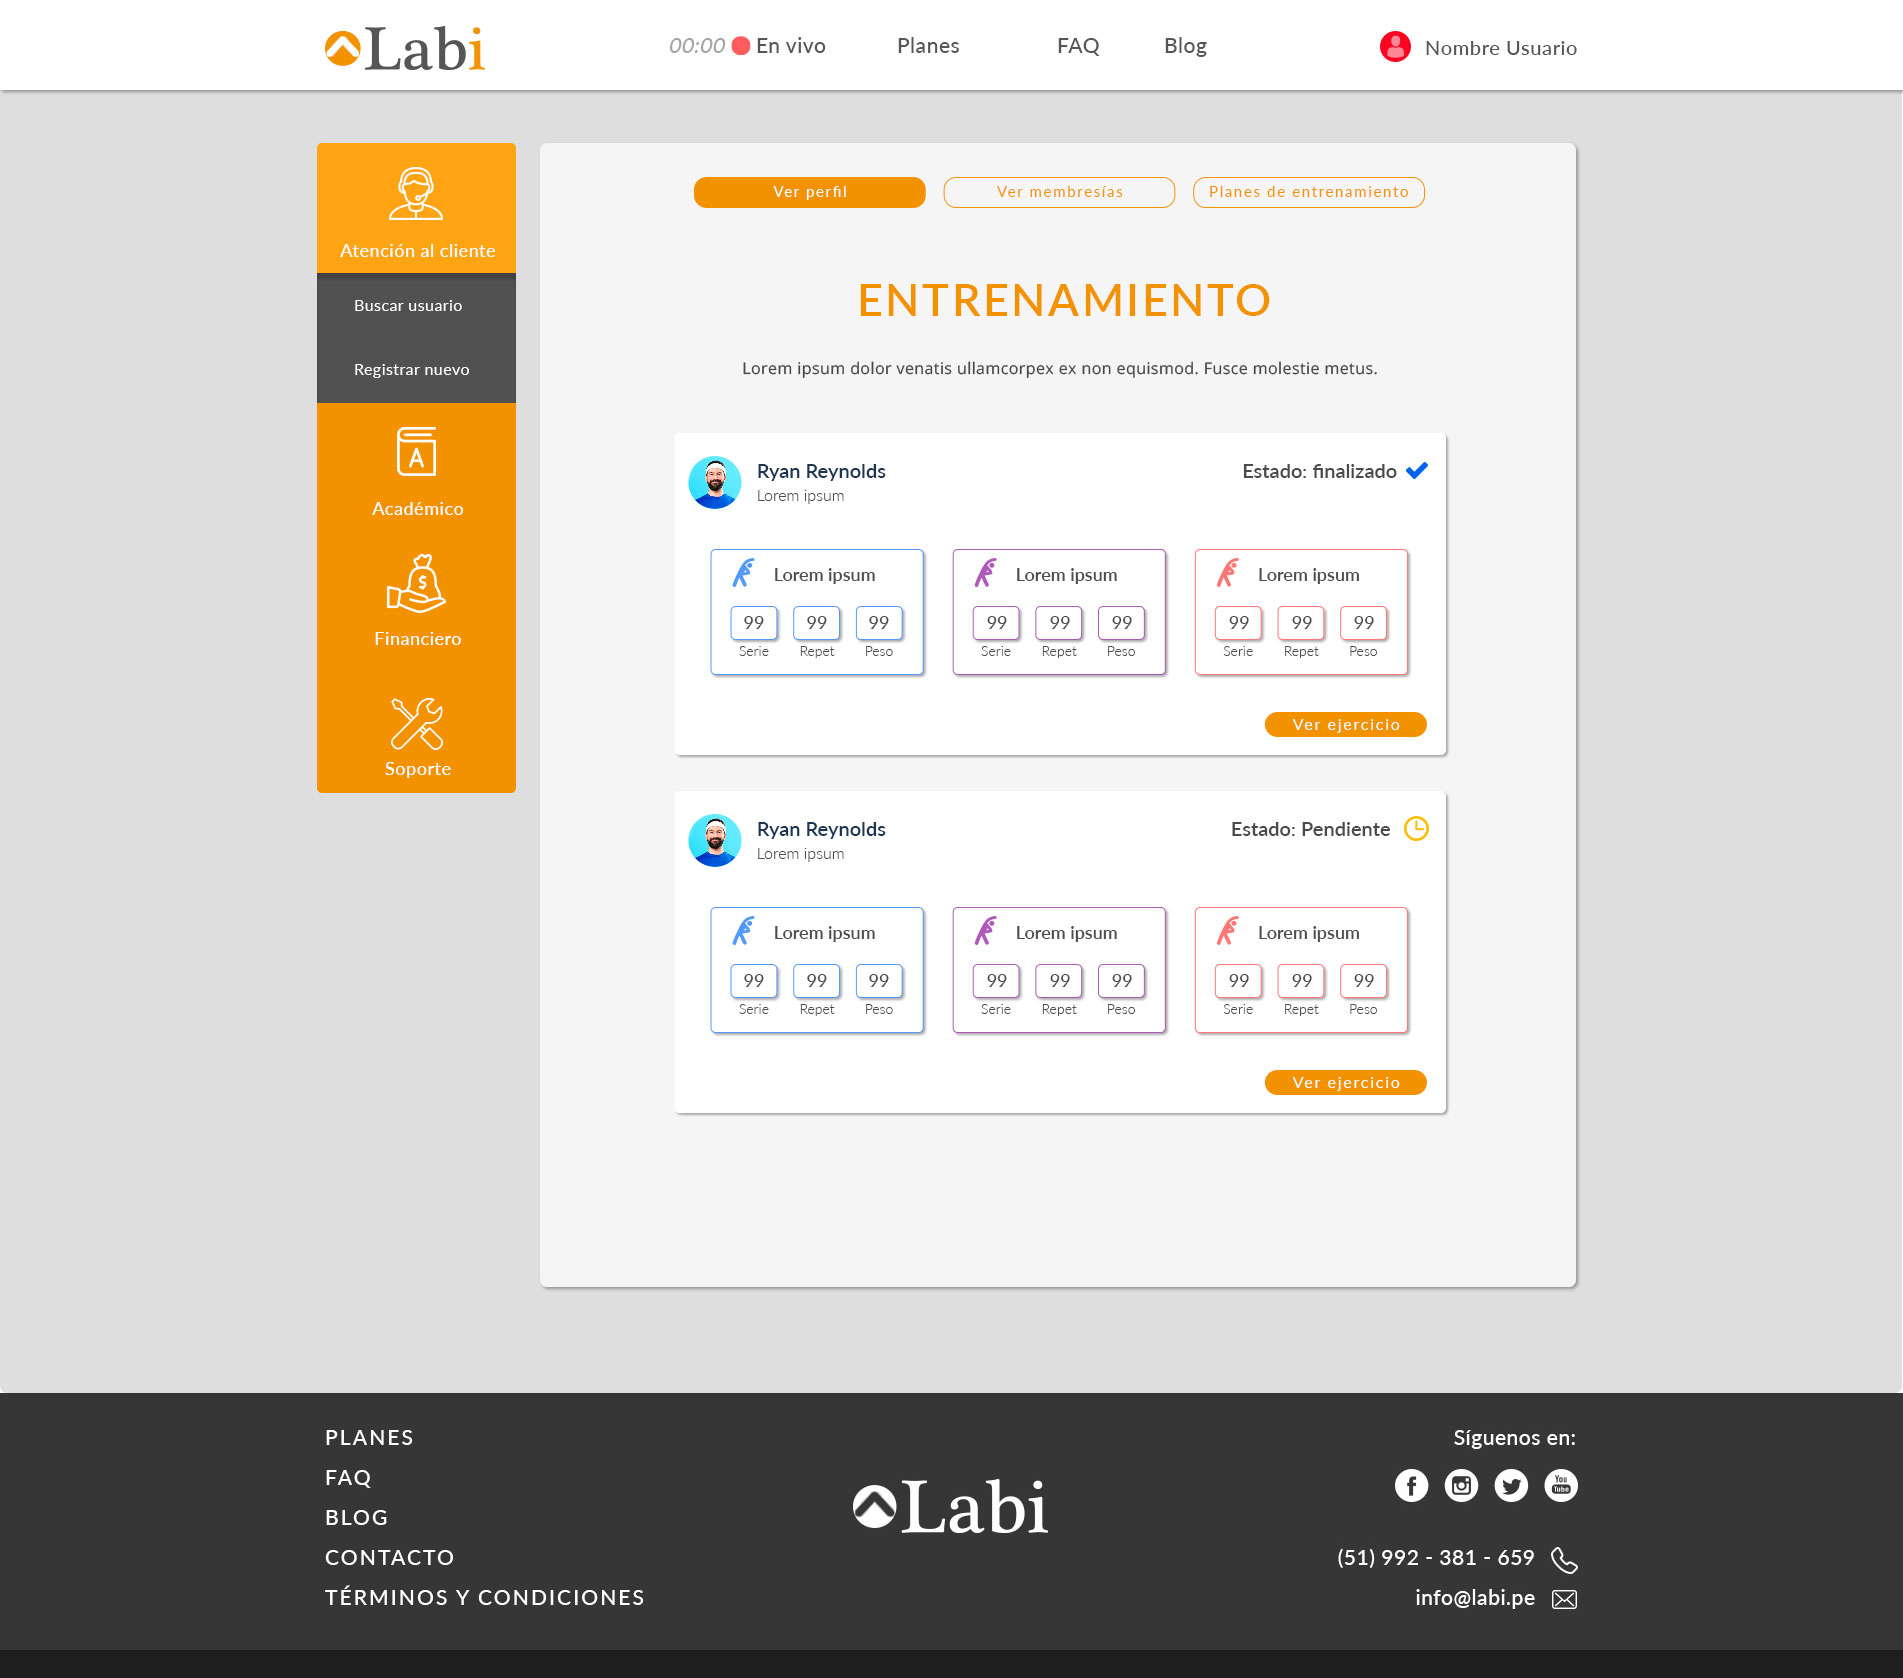 Labi
00:00 En vivo Planes FAQ Blog Nombre Usuario
Atención al cliente
Buscar usuario
Registrar nuevo
Académico
Financiero
Soporte
Ver perfil Ver membresías Planes de entrenamiento
ENTRENAMIENTO
Lorem ipsum dolor venatis ullamcorpex ex non equismod. Fusce molestie metus.
Ryan Reynolds Estado: finalizado
Lorem ipsum
Lorem ipsum Lorem ipsum Lorem ipsum
99 99 99 99 99 99 99 99 99
Serie Repet Peso Serie Repet Peso Serie Repet Peso
Ver ejercicio
Ryan Reynolds Estado: Pendiente
Lorem ipsum
Lorem ipsum Lorem ipsum Lorem ipsum
99 99 99 99 99 99 99 99 99
Serie Repet Peso Serie Repet Peso Serie Repet Peso
Ver ejercicio
PLANES
FAQ
BLOG
CONTACTO
TÉRMINOS Y CONDICIONES
Labi
Síguenos en:
You
Tube
(51) 992 - 381 - 659
info@labi.pe